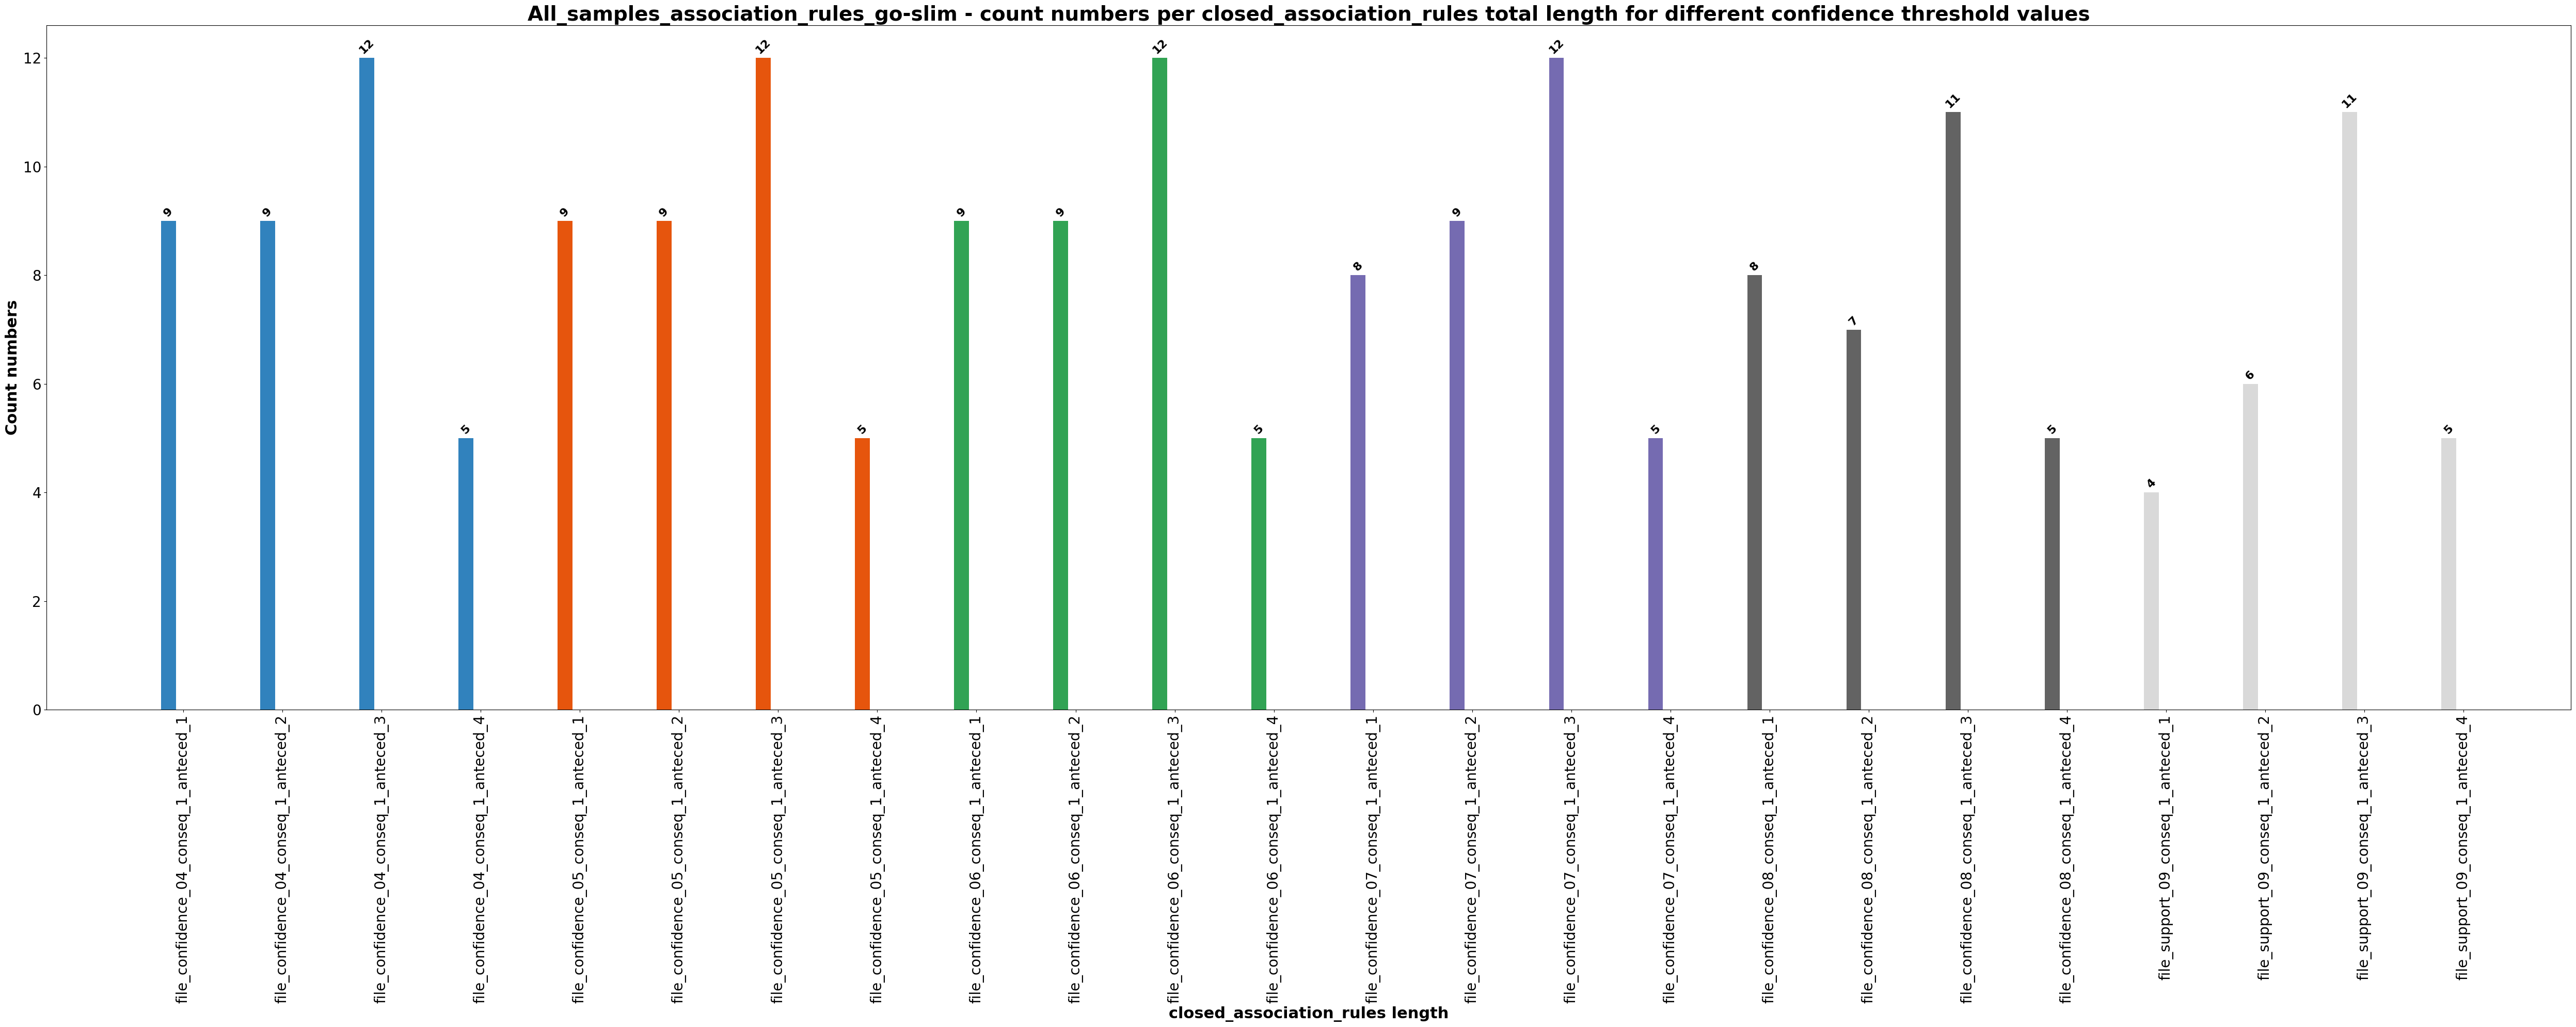 All_samples_association_rules_go-slim - count numbers per closed_association_rules total length for different confidence threshold values
Count numbers
12
10
8
6
4
2
0
9
9
12
5
9
9
12
5
9
9
12
5
8
9
12
5
8
7
11
5
4
6
11
5
file_confidence_04_conseq_1_anteced_1
file_confidence_04_conseq_1_anteced_2
file_confidence_04_conseq_1_anteced_3
file_confidence_04_conseq_1_anteced_4
file_confidence_05_conseq_1_anteced_1
file_confidence_05_conseq_1_anteced_2
file_confidence_05_conseq_1_anteced_3
file_confidence_05_conseq_1_anteced_4
file_confidence_06_conseq_1_anteced_1
file_confidence_06_conseq_1_anteced_2
file_confidence_06_conseq_1_anteced_3
file_confidence_06_conseq_1_anteced_4
file_confidence_07_conseq_1_anteced_1
file_confidence_07_conseq_1_anteced_2
file_confidence_07_conseq_1_anteced_3
file_confidence_07_conseq_1_anteced_4
file_confidence_08_conseq_1_anteced_1
file_confidence_08_conseq_1_anteced_2
file_confidence_08_conseq_1_anteced_3
file_confidence_08_conseq_1_anteced_4
file_support_09_conseq_1_anteced_1
file_support_09_conseq_1_anteced_2
file_support_09_conseq_1_anteced_3
file_support_09_conseq_1_anteced_4
closed_association_rules length